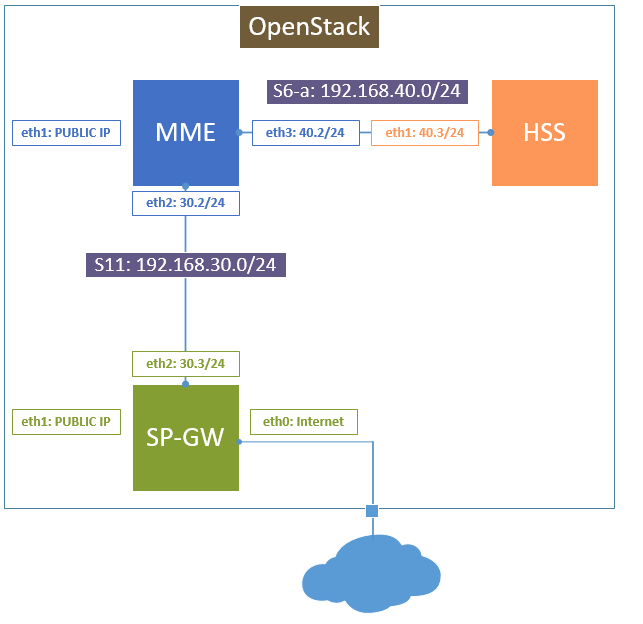 OpenStack
S6-a: 192.168.40.0/24
eth1: PUBLIC IP
MME
eth3: 40.2/24
eth1: 40.3/24
HSS
eth2: 30.2/24
S11: 192.168.30.0/24
eth2: 30.3/24
eth1: PUBLIC IP
SP-GW
eth0: Internet